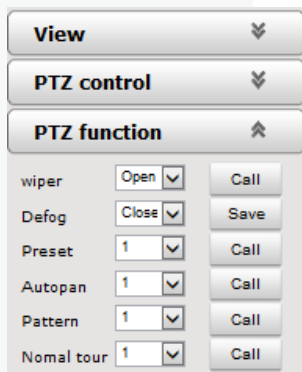 View
PTZ control
PTZ function
wiper Open Call
Defog Close Save
Preset 1 Call
Autopan 1 Call
Pattern 1 Call
Nomal tour 1 Call